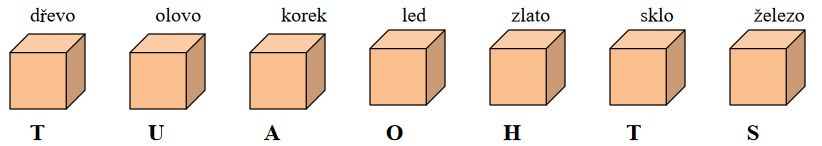 dřevo olovo korek led zlato sklo železo
T U A O H T S